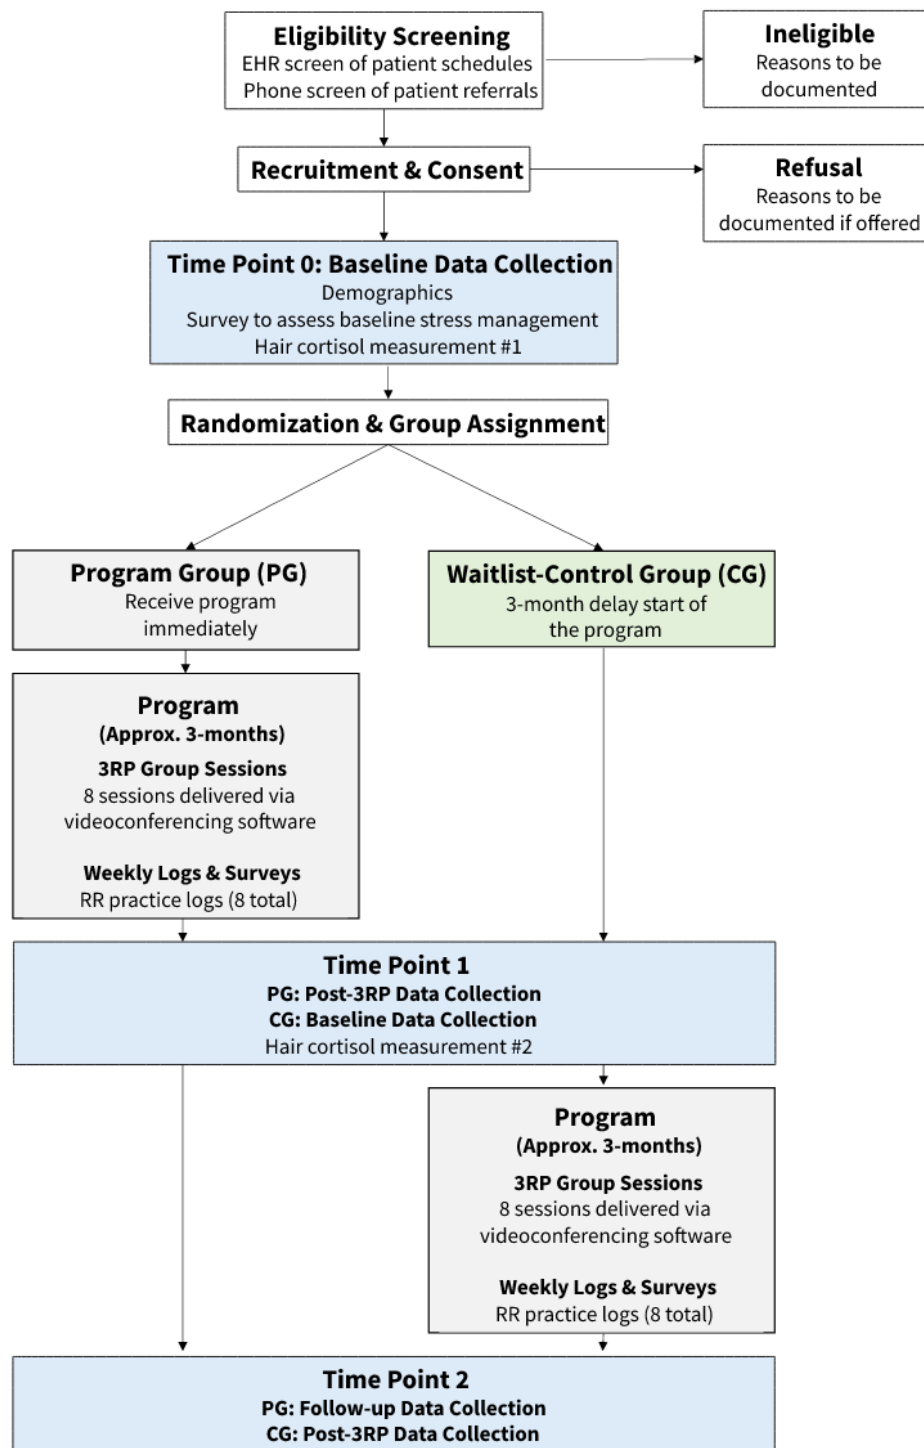 Eligibility Screening
EHR screen of patient schedules
Phone screen of patient referrals
Ineligible
Reasons to be
documented
Recruitment & Consent
Refusal
Reasons to be
documented if offered
Time Point 0: Baseline Data Collection
Demographics
Survey to assess baseline stress management
Hair cortisol measurement #1
Randomization & Group Assignment
Program Group (PG)
Receive program
immediately
Waitlist-Control Group (CG)
3-month delay start of
the program
Program
(Approx. 3-months)
3RP Group Sessions
8 sessions delivered via
videoconferencing software
Weekly Logs & Surveys
RR practice logs (8 total)
Time Point 1
PG: Post-3RP Data Collection
CG: Baseline Data Collection
Hair cortisol measurement #2
Program
(Approx. 3-months)
3RP Group Sessions
8 sessions delivered via
videoconferencing software
Weekly Logs & Surveys
RR practice logs (8 total)
Time Point 2
PG: Follow-up Data Collection
CG: Post-3RP Data Collection